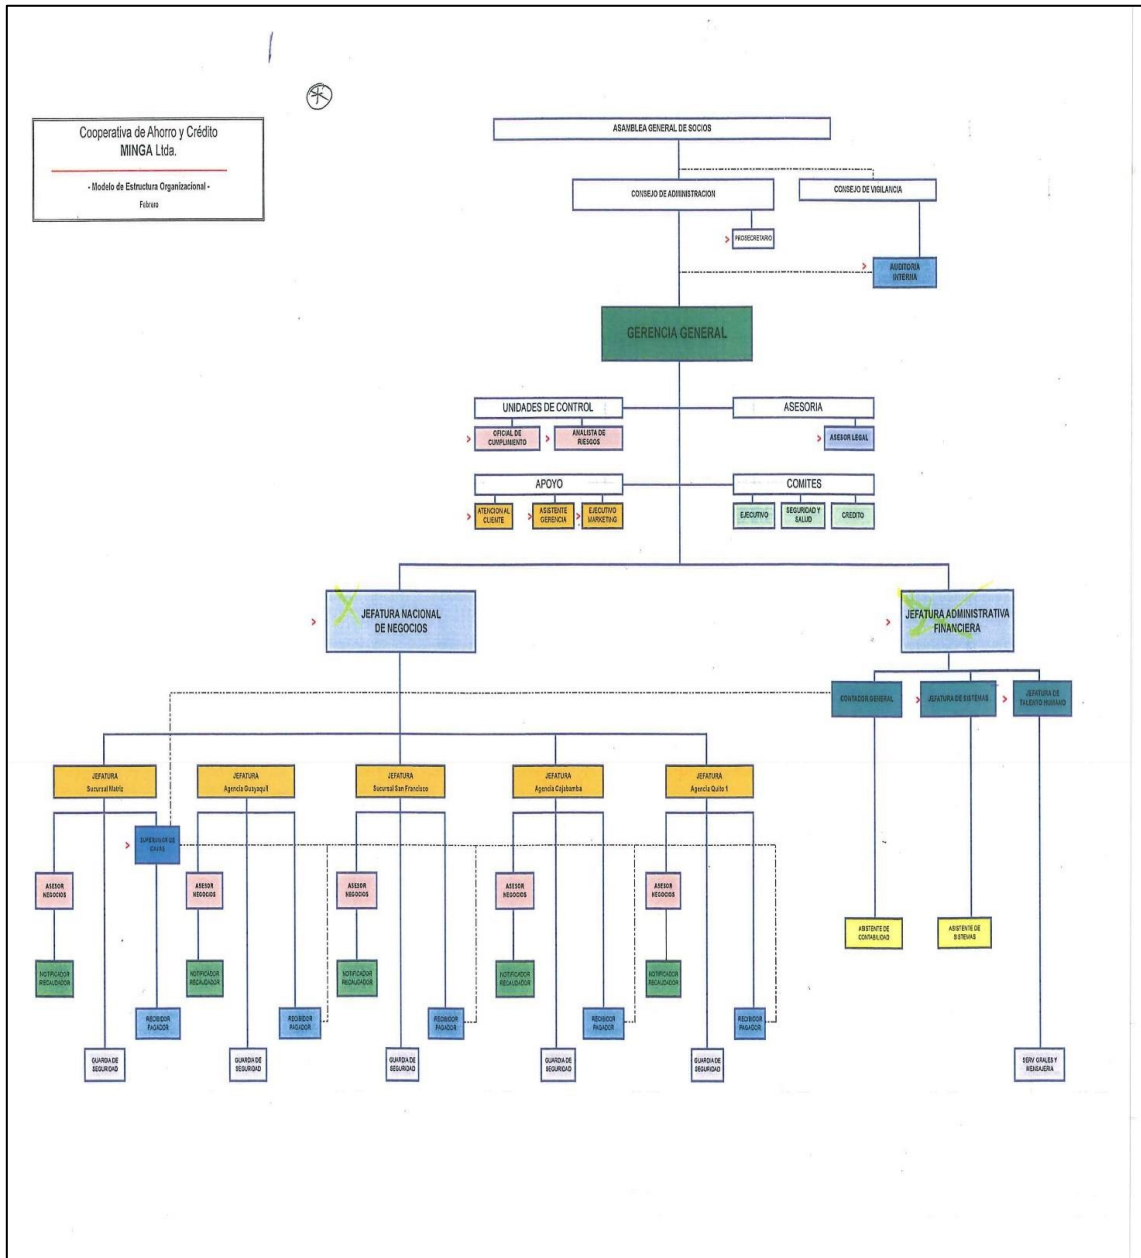 Cooperativa de Ahorro y Crédito
MINGA Ltda.
- Modelo de Estructura Organizacional -
Febrero
ASAMBLEA GENERAL DE SOCIOS
CONSEJO DE ADMINISTRACION
CONSEJO DE VIGILANCIA
PROSECRETARIO
AUDITORIA
INTERNA
GERENCIA GENERAL
UNIDADES DE CONTROL
ASESORIA
OFICIAL DE
CUMPLIMIENTO
ANALISTA DE
RIESGOS
ASESOR LEGAL
APOYO
COMITES
ATENCION AL
CLIENTE
ASISTENTE
GERENCIA
EJECUTIVO
MARKETING
EJECUTIVO
SEGURIDAD Y
SALUD
CREDITO
JEFATURA NACIONAL
DE NEGOCIOS
JEFATURA ADMINISTRATIVA
FINANCIERA
CONTADOR GENERAL
JEFATURA DE SISTEMAS
JEFATURA DE
TALENTO HUMANO
JEFATURA
Sucursal Matriz
JEFATURA
Agencia Guayaquil
JEFATURA
Sucursal San Francisco
JEFATURA
Agencia Cajabamba
JEFATURA
Agencia Quito 1
SUPERVISOR DE
CAJAS
ASESOR
NEGOCIOS
ASESOR
NEGOCIOS
ASESOR
NEGOCIOS
ASESOR
NEGOCIOS
ASESOR
NEGOCIOS
ASISTENTE DE
CONTABILIDAD
ASISTENTE DE
SISTEMAS
NOTIFICADOR
RECAUDADOR
NOTIFICADOR
RECAUDADOR
NOTIFICADOR
RECAUDADOR
NOTIFICADOR
RECAUDADOR
NOTIFICADOR
RECAUDADOR
RECIBIDOR
PAGADOR
RECIBIDOR
PAGADOR
RECIBIDOR
PAGADOR
RECIBIDOR
PAGADOR
RECIBIDOR
PAGADOR
GUARDIA DE
SEGURIDAD
GUARDIA DE
SEGURIDAD
GUARDIA DE
SEGURIDAD
GUARDIA DE
SEGURIDAD
GUARDIA DE
SEGURIDAD
SERV GRALES Y
MENSAJERIA